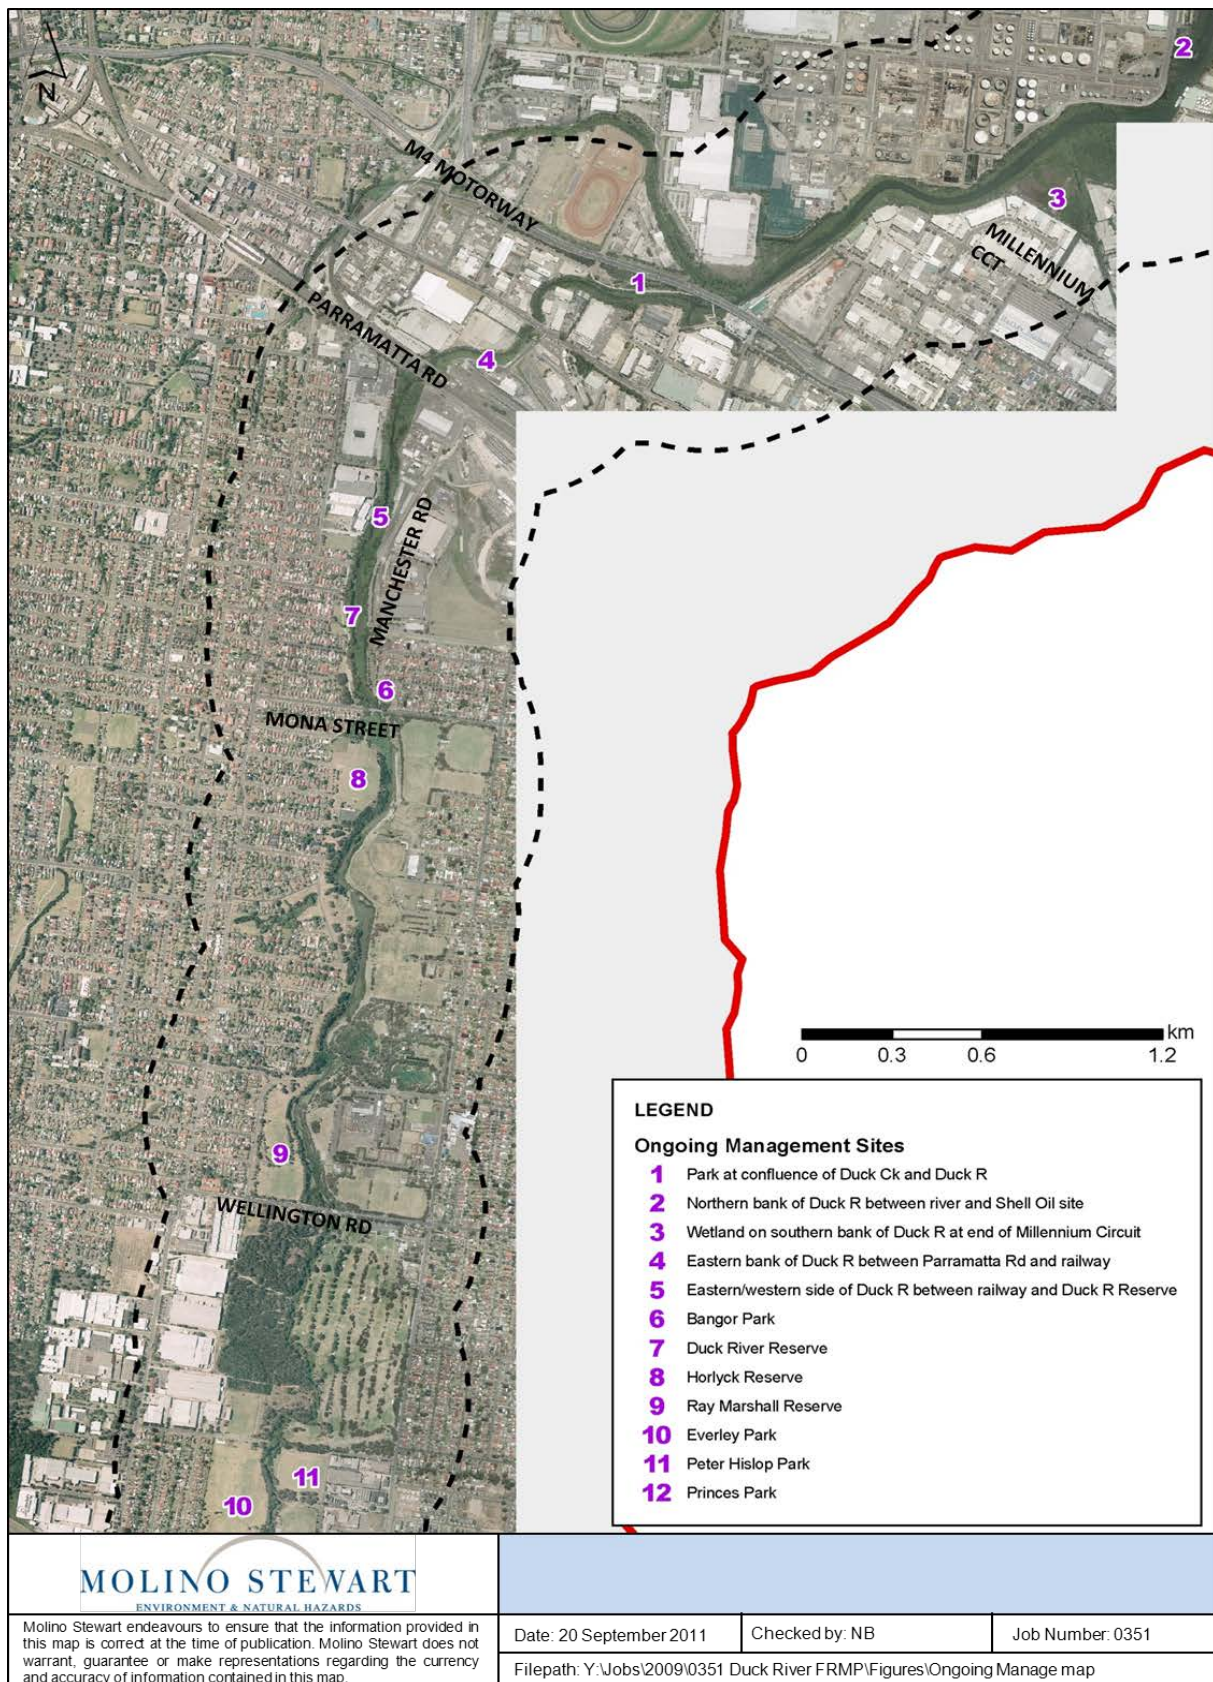 N
2
M4 MOTORWAY
3
MILLENNIUM
CCT
1
PARRAMATTA RD
4
5
MANCHESTER RD
7
6
MONA STREET
8
9
WELLINGTON RD
10
11
km
0 0.3 0.6 1.2
LEGEND
Ongoing Management Sites
1 Park at confluence of Duck Ck and Duck R
2 Northern bank of Duck R between river and Shell Oil site
3 Wetland on southern bank of Duck R at end of Millennium Circuit
4 Eastern bank of Duck R between Parramatta Rd and railway
5 Eastern/western side of Duck R between railway and Duck R Reserve
6 Bangor Park
7 Duck River Reserve
8 Horlyck Reserve
9 Ray Marshall Reserve
10 Everley Park
11 Peter Hislop Park
12 Princes Park
MOLINO STEWART
ENVIRONMENT & NATURAL HAZARDS
Molino Stewart endeavours to ensure that the information provided in
this map is correct at the time of publication. Molino Stewart does not
warrant, guarantee or make representations regarding the currency
and accuracy of information contained in this map.
Date: 20 September 2011
Checked by: NB
Job Number: 0351
Filepath: Y:\Jobs\2009\0351 Duck River FRMP\Figures\Ongoing Manage map